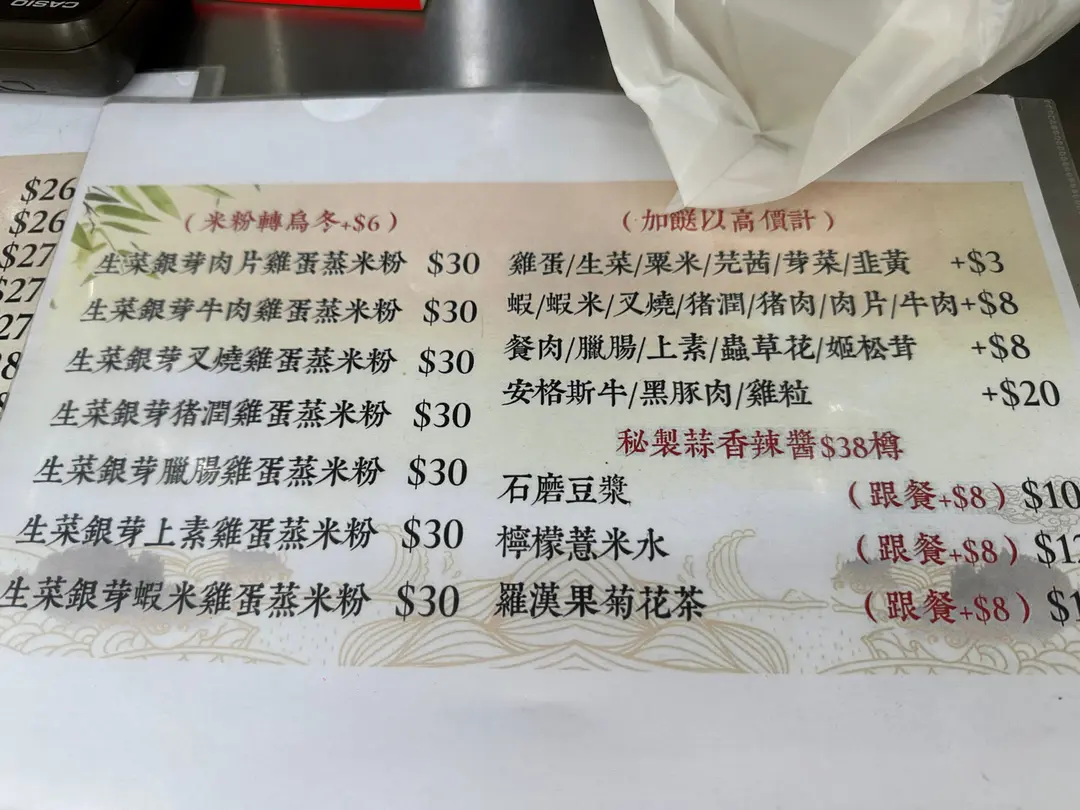 CASIO
$26
$26
$27
$27
27
(米粉轉烏冬+$6)
生菜銀芽肉片雞蛋蒸米粉 $30
生菜銀芽牛肉雞蛋蒸米粉 $30
生菜銀芽叉燒雞蛋蒸米粉 $30
生菜銀芽猪潤雞蛋蒸米粉 $30
生菜銀芽臘腸雞蛋蒸米粉 $30
生菜銀芽上素雞蛋蒸米粉 $30
生菜銀芽蝦米雞蛋蒸米粉 $30
(加餸以高價計)
雞蛋/生菜/粟米/芫茜/芽菜/韭黃 +$3
蝦/蝦米/叉燒/猪潤/猪肉/肉片/牛肉+$8
餐肉/臘腸/上素/蟲草花/姬松茸 +$8
安格斯牛/黑豚肉/雞粒 +$20
秘製蒜香辣醬$38樽
石磨豆漿 (跟餐+$8) $10
檸檬薏米水 (跟餐+$8)
羅漢果菊花茶 (跟餐+$8)